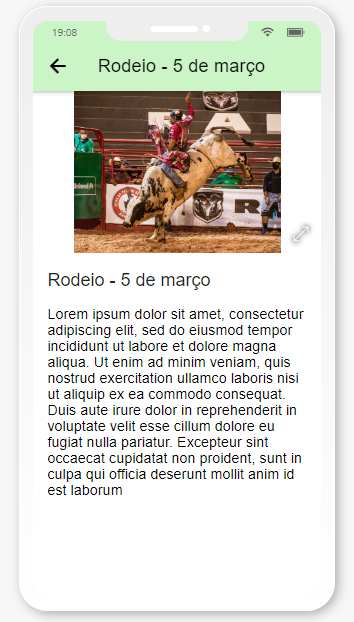 19:08
Rodeio - 5 de março
RAM
R
Rodeio - 5 de março
Lorem ipsum dolor sit amet, consectetur
adipiscing elit, sed do eiusmod tempor
incididunt ut labore et dolore magna
aliqua. Ut enim ad minim veniam, quis
nostrud exercitation ullamco laboris nisi
ut aliquip ex ea commodo consequat.
Duis aute irure dolor in reprehenderit in
voluptate velit esse cillum dolore eu
fugiat nulla pariatur. Excepteur sint
occaecat cupidatat non proident, sunt in
culpa qui officia deserunt mollit anim id
est laborum